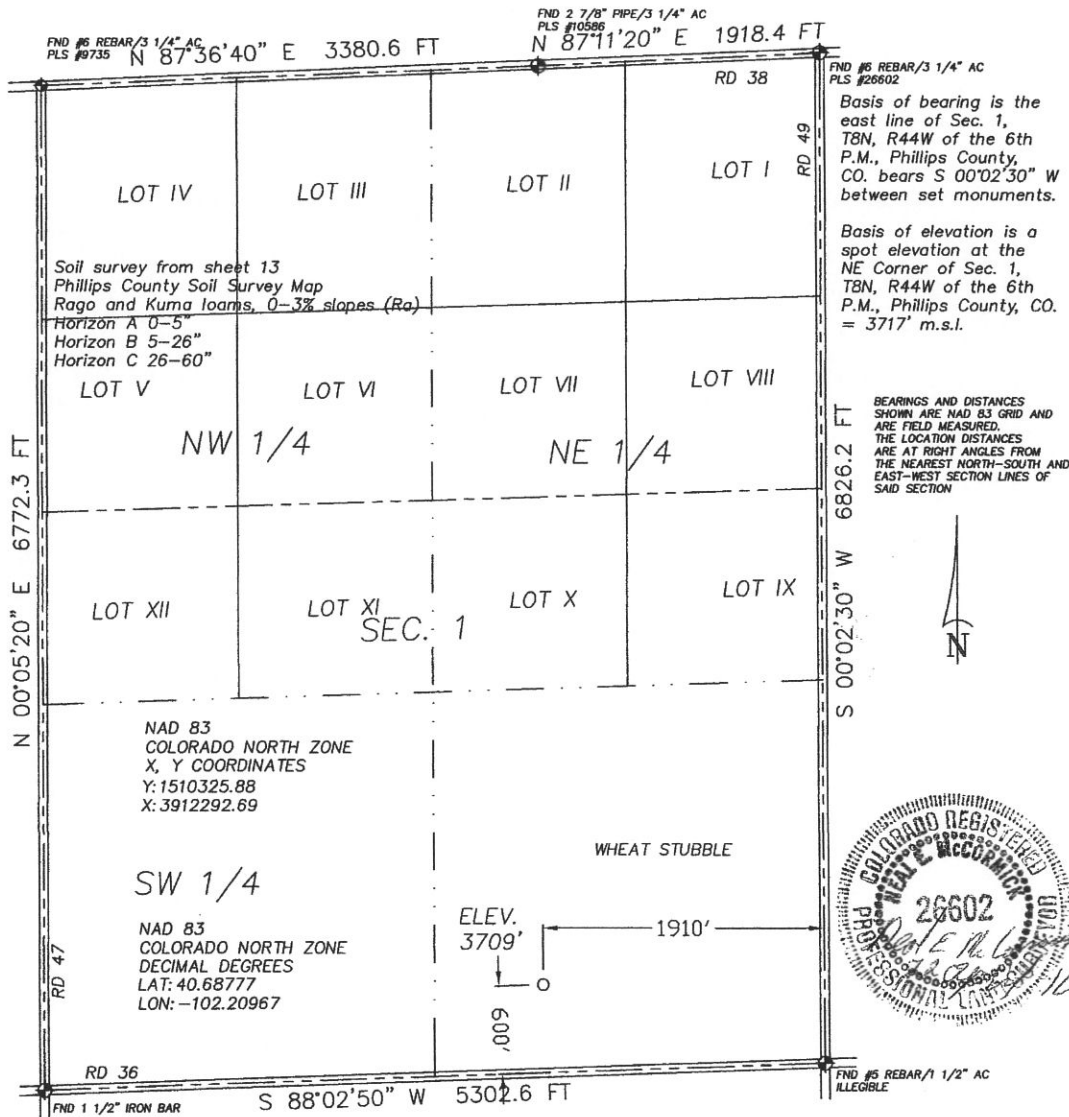 FND #6 REBAR/3 1/4" AC
PLS #9735
N 87°36'40" E 3380.6 FT
FND 2 7/8" PIPE/3 1/4" AC
PLS #10586
N 87°11'20" E 1918.4 FT
FND #6 REBAR/3 1/4" AC
PLS #26602
RD 38
RD 49
Basis of bearing is the
east line of Sec. 1,
T8N, R44W of the 6th
P.M., Phillips County,
CO. bears S 00°02'30" W
between set monuments.
LOT IV
LOT III
LOT II
LOT I
Basis of elevation is a
spot elevation at the
NE Corner of Sec. 1,
T8N, R44W of the 6th
P.M., Phillips County, CO.
= 3717' m.s.l.
Soil survey from sheet 13
Phillips County Soil Survey Map
Rago and Kuma loams, 0-3% slopes (Ra)
Horizon A 0-5"
Horizon B 5-26"
Horizon C 26-60"
LOT V
LOT VI
LOT VII
LOT VIII
NW 1/4
NE 1/4
BEARINGS AND DISTANCES
SHOWN ARE NAD 83 GRID AND
ARE FIELD MEASURED.
THE LOCATION DISTANCES
ARE AT RIGHT ANGLES FROM
THE NEAREST NORTH-SOUTH AND
EAST-WEST SECTION LINES OF
SAID SECTION
N 00°05'20" E 6772.3 FT
S 00°02'30" W 6826.2 FT
LOT XII
LOT XI
LOT X
LOT IX
SEC. 1
N
NAD 83
COLORADO NORTH ZONE
X, Y COORDINATES
Y: 1510325.88
X: 3912292.69
WHEAT STUBBLE
SW 1/4
NAD 83
COLORADO NORTH ZONE
DECIMAL DEGREES
LAT: 40.68777
LON: -102.20967
ELEV.
3709'
1910'
600'
COLORADO REGISTERED
NEAL E. McCORMICK
26602
PROFESSIONAL LAND SURVEYOR
RD 47
RD 36
FND 1 1/2" IRON BAR
S 88°02'50" W 5302.6 FT
FND #5 REBAR/1 1/2" AC
ILLEGIBLE